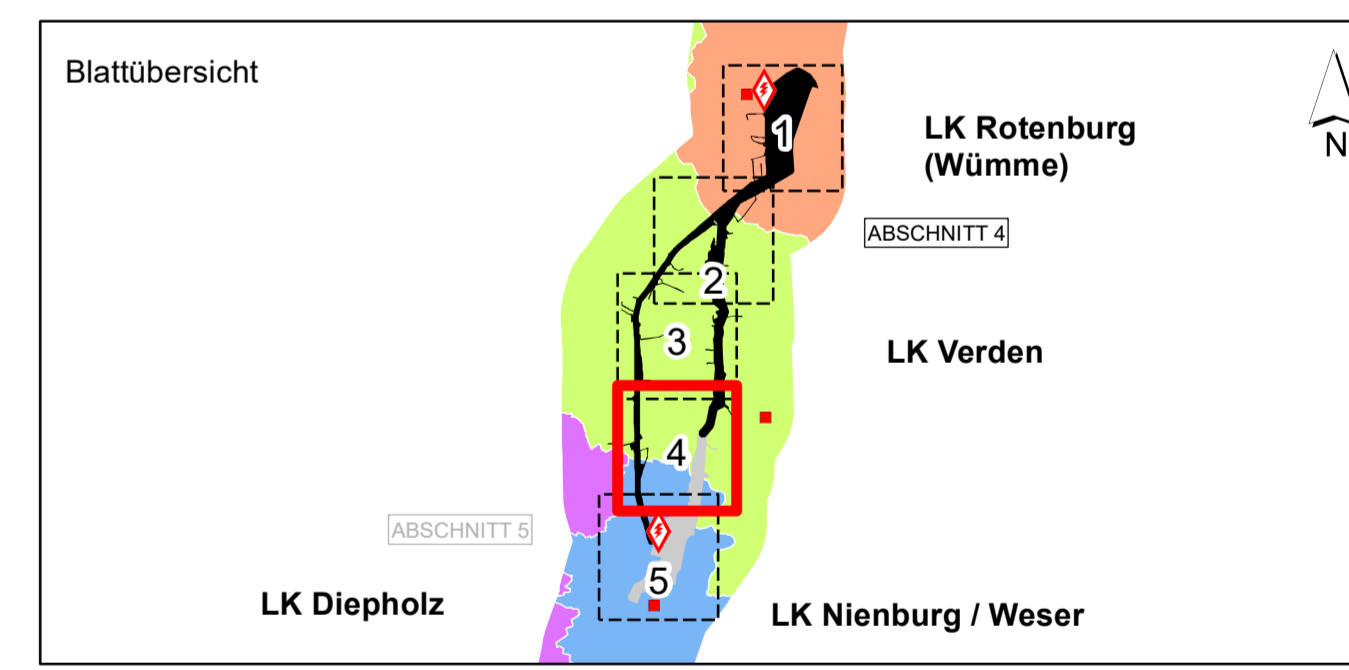 Blattübersicht
1
LK Rotenburg
(Wümme)
N
ABSCHNITT 4
2
3
LK Verden
4
ABSCHNITT 5
5
LK Diepholz
LK Nienburg / Weser